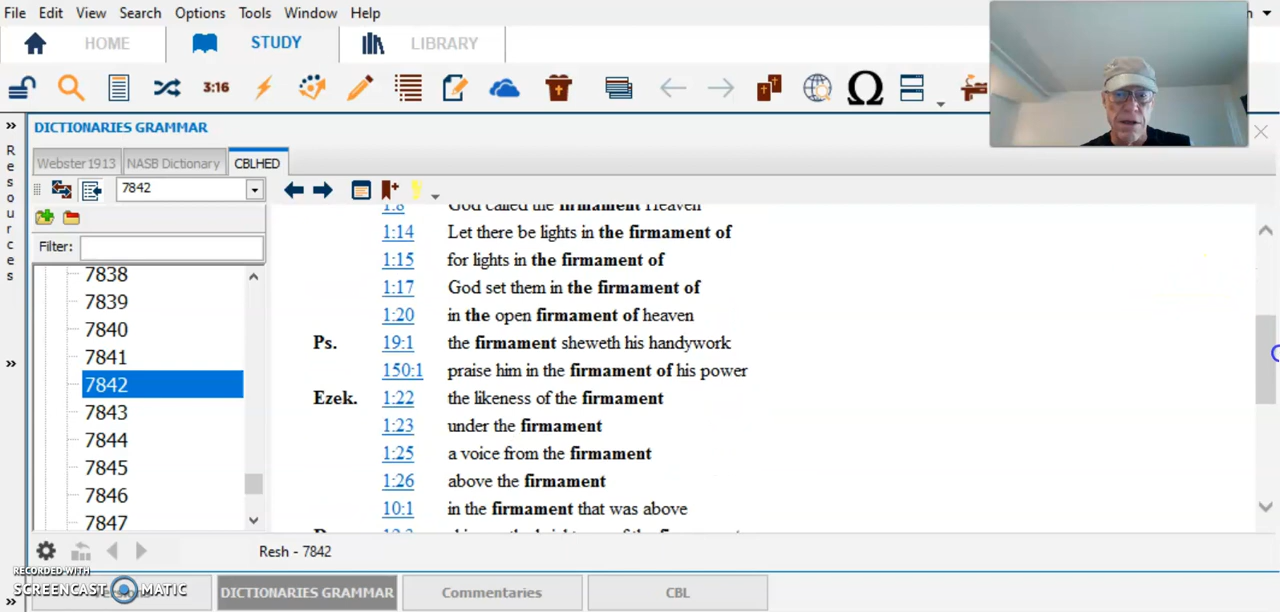 File Edit View Search Options Tools Window Help
HOME STUDY LIBRARY
3:16 Ω
» DICTIONARIES GRAMMAR
Resources
Webster1913 NASB Dictionary CBLHED
7842
Filter:
7838
7839
7840
7841
7842
7843
7844
7845
7846
7847
1:8 God called the firmament Heaven
1:14 Let there be lights in the firmament of
1:15 for lights in the firmament of
1:17 God set them in the firmament of
1:20 in the open firmament of heaven
Ps. 19:1 the firmament sheweth his handywork
150:1 praise him in the firmament of his power
Ezek. 1:22 the likeness of the firmament
1:23 under the firmament
1:25 a voice from the firmament
1:26 above the firmament
10:1 in the firmament that was above
»
Resh - 7842
RECORDED WITH
SCREENCAST MATIC
» DICTIONARIES GRAMMAR Commentaries CBL